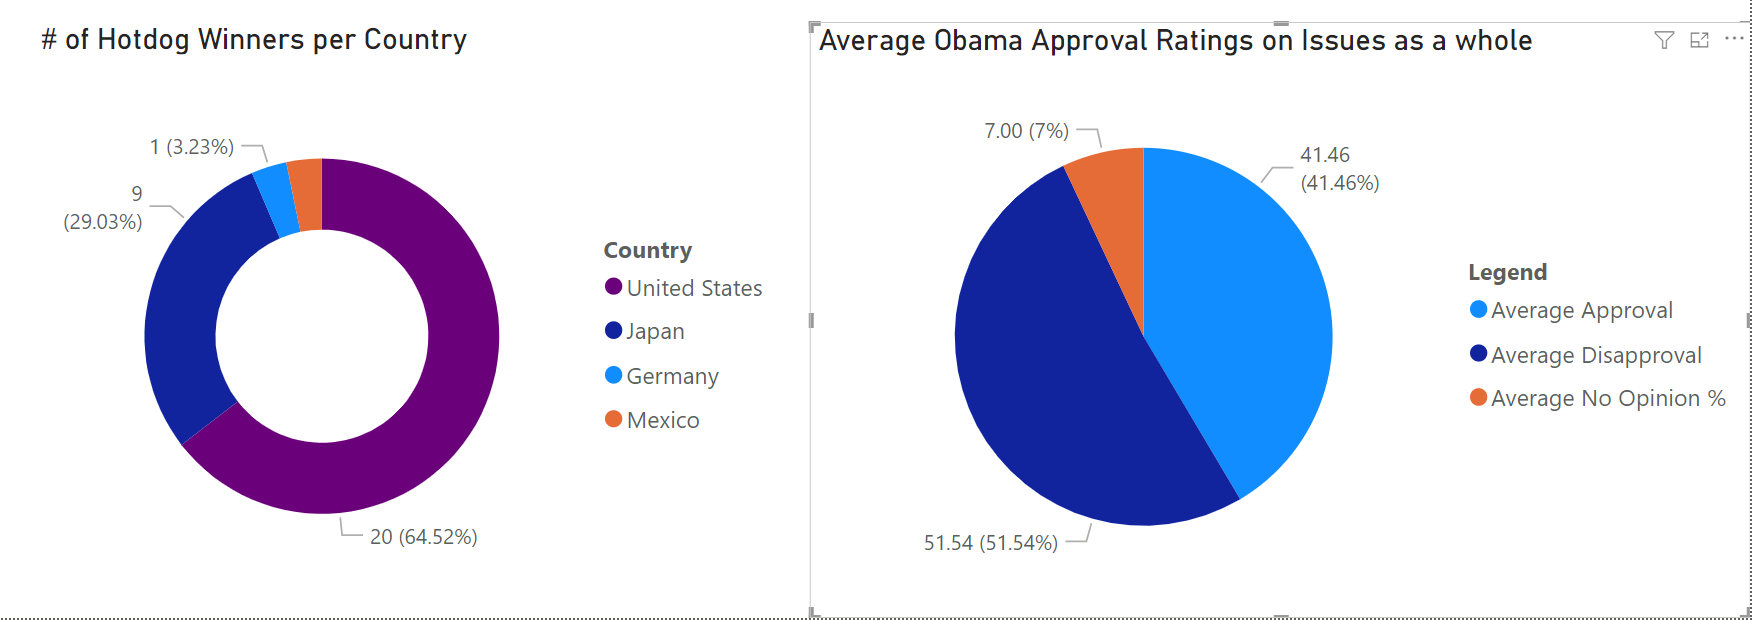 # of Hotdog Winners per Country
1 (3.23%)
9
(29.03%)
20 (64.52%)
Country
United States
Japan
Germany
Mexico
Average Obama Approval Ratings on Issues as a whole
7.00 (7%)
41.46
(41.46%)
51.54 (51.54%)
Legend
Average Approval
Average Disapproval
Average No Opinion %